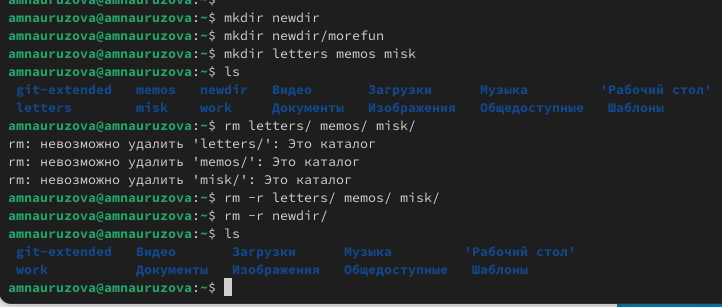 amnauruzova@amnauruzova:~$ mkdir newdir
amnauruzova@amnauruzova:~$ mkdir newdir/morefun
amnauruzova@amnauruzova:~$ mkdir letters memos misk
amnauruzova@amnauruzova:~$ ls
git-extended memos newdir Видео Загрузки Музыка 'Рабочий стол'
letters misk work Документы Изображения Общедоступные Шаблоны
amnauruzova@amnauruzova:~$ rm letters/ memos/ misk/
rm: невозможно удалить 'letters/': Это каталог
rm: невозможно удалить 'memos/': Это каталог
rm: невозможно удалить 'misk/': Это каталог
amnauruzova@amnauruzova:~$ rm -r letters/ memos/ misk/
amnauruzova@amnauruzova:~$ rm -r newdir/
amnauruzova@amnauruzova:~$ ls
git-extended Видео Загрузки Музыка 'Рабочий стол'
work Документы Изображения Общедоступные Шаблоны
amnauruzova@amnauruzova:~$